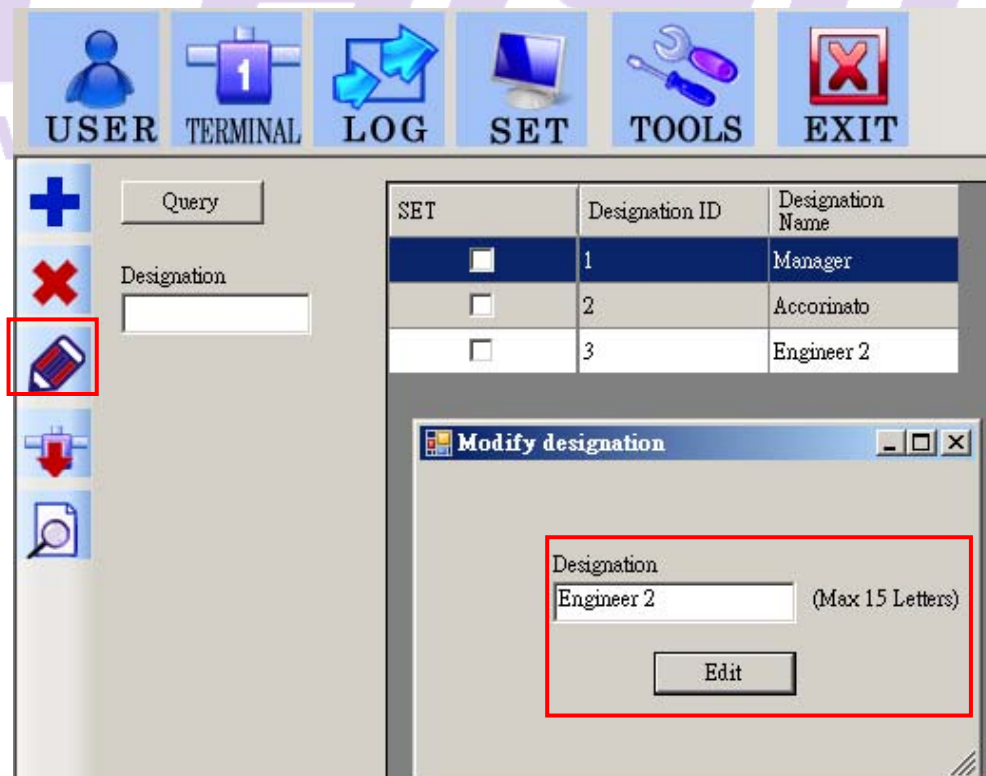 1
USER TERMINAL LOG SET TOOLS EXIT
Query
Designation
SET Designation ID Designation
Name
1 Manager
2 Accorinato
3 Engineer 2
Modify designation
Designation
Engineer 2 (Max 15 Letters)
Edit